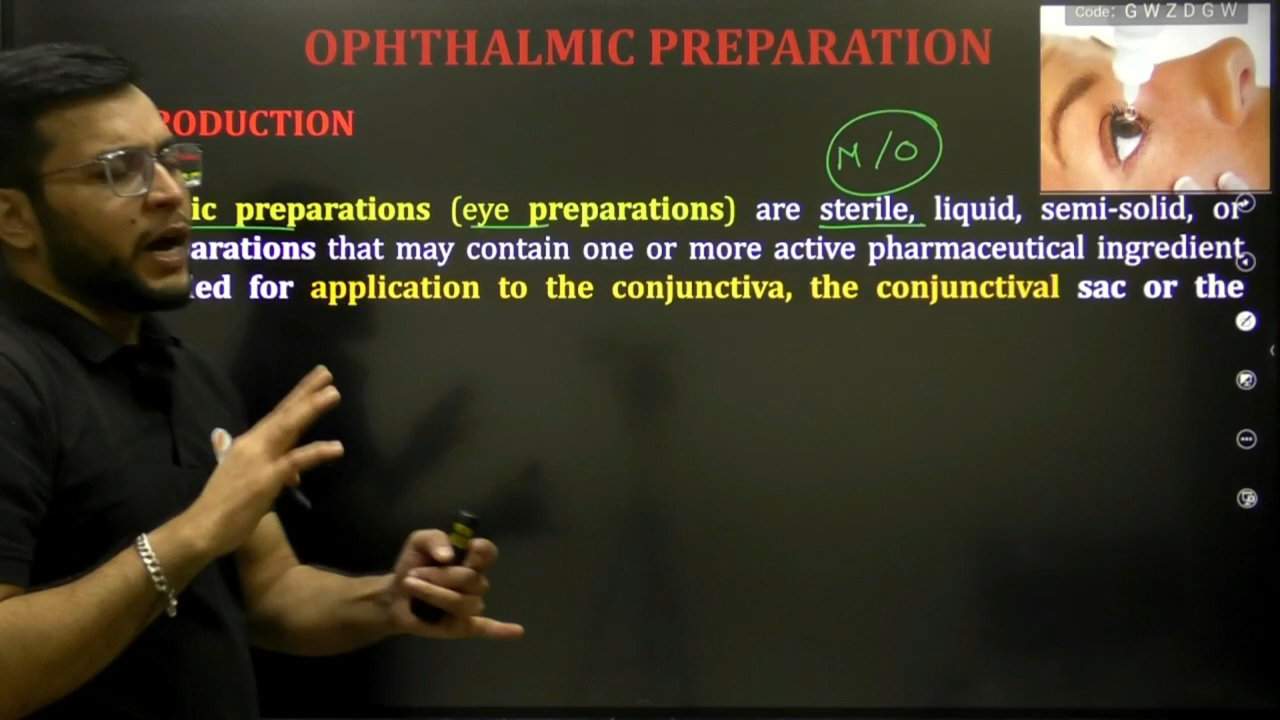 Code: G W Z D G W
OPHTHALMIC PREPARATION
RODUCTION
M/O
ic preparations (eye preparations) are sterile, liquid, semi-solid, or
arations that may contain one or more active pharmaceutical ingredient
ed for application to the conjunctiva, the conjunctival sac or the